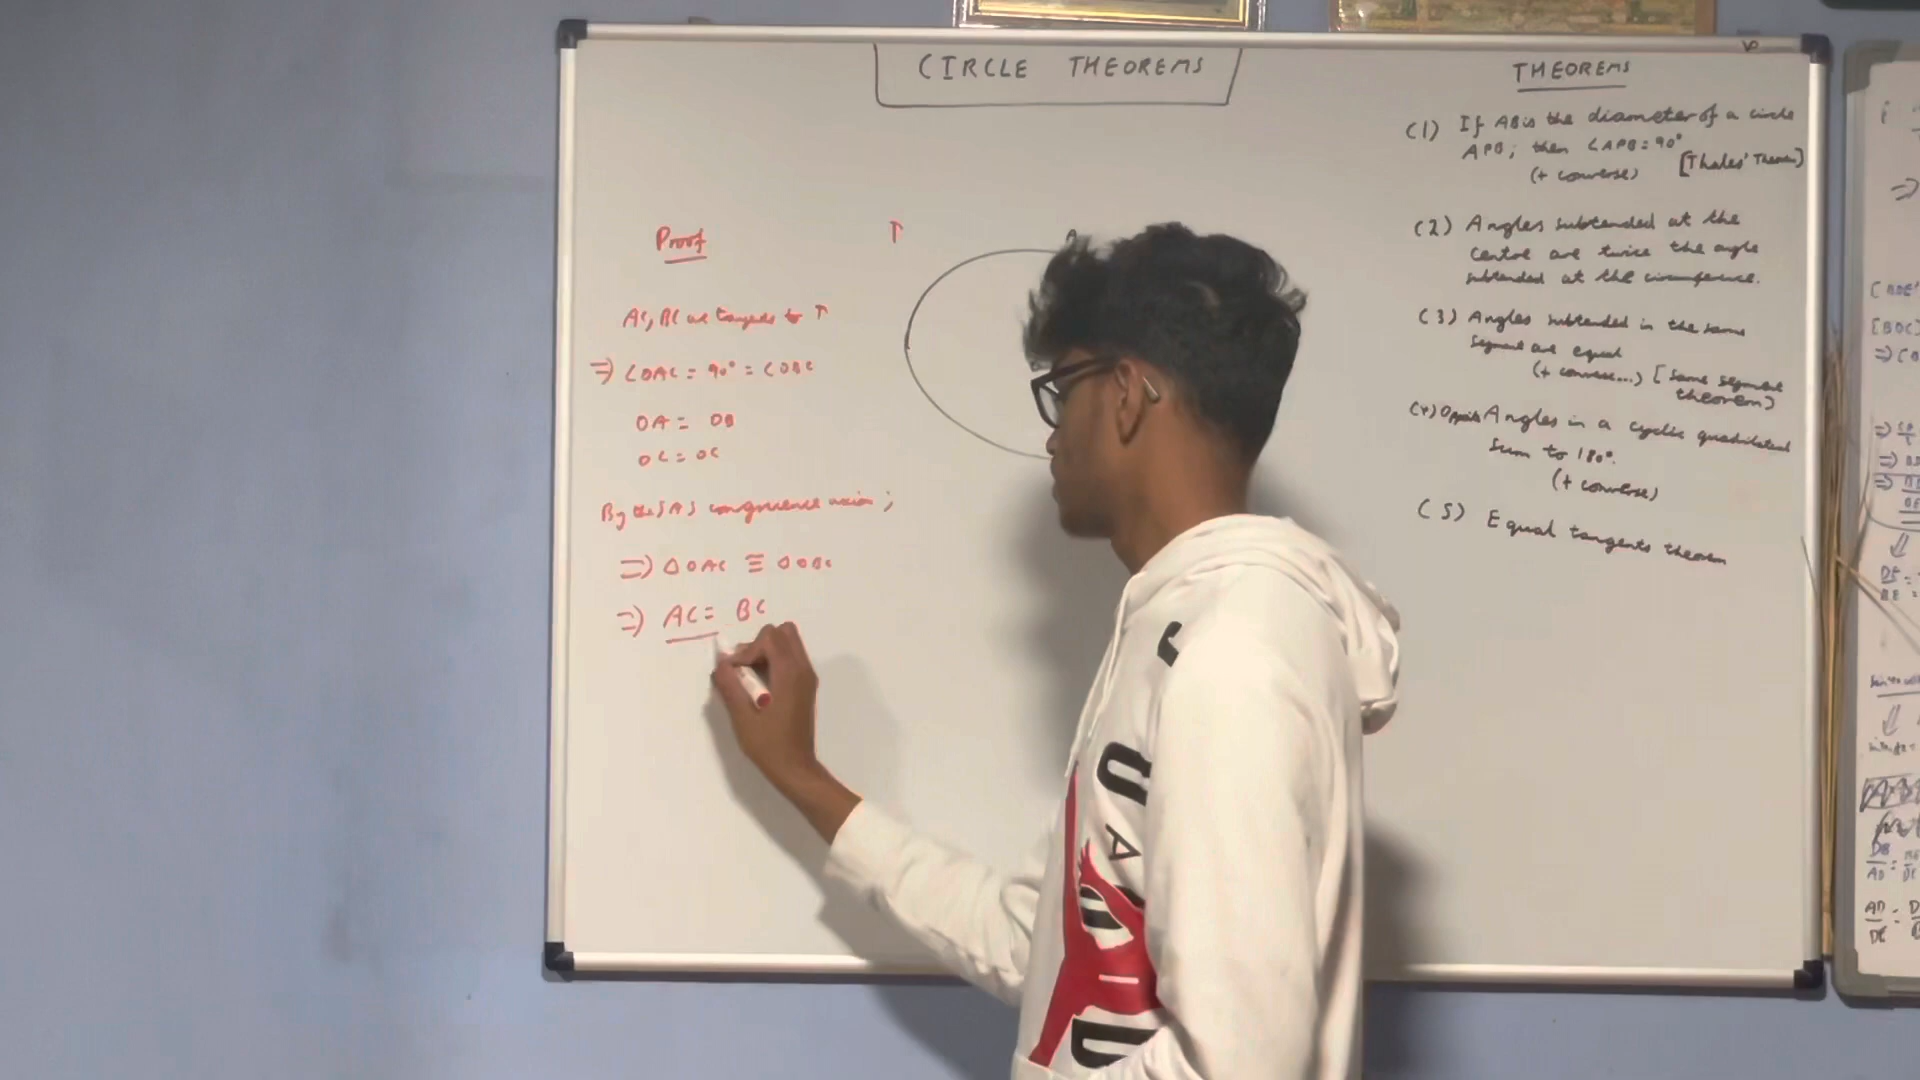 CIRCLE THEOREMS
Proof
AC, BC are tangents to Γ
=> ∠OAC = 90° = ∠OBC
OA = OB
OC = OC
By the SAS congruence axiom;
=> △OAC ≅ △OBC
=> AC = BC
Γ
A
THEOREMS
(1) If AB is the diameter of a circle
APB; then ∠APB = 90°
(+ converse) [Thales' Theorem]
(2) Angles subtended at the
centre are twice the angle
subtended at the circumference.
(3) Angles subtended in the same
segment are equal
(+ converse...) [same segment
theorem]
(4) Opposite Angles in a cyclic quadrilateral
sum to 180°.
(+ converse)
(5) Equal tangents theorem